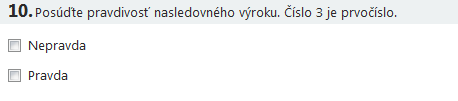 10. Posúďte pravdivosť nasledovného výroku. Číslo 3 je prvočíslo.
Nepravda
Pravda